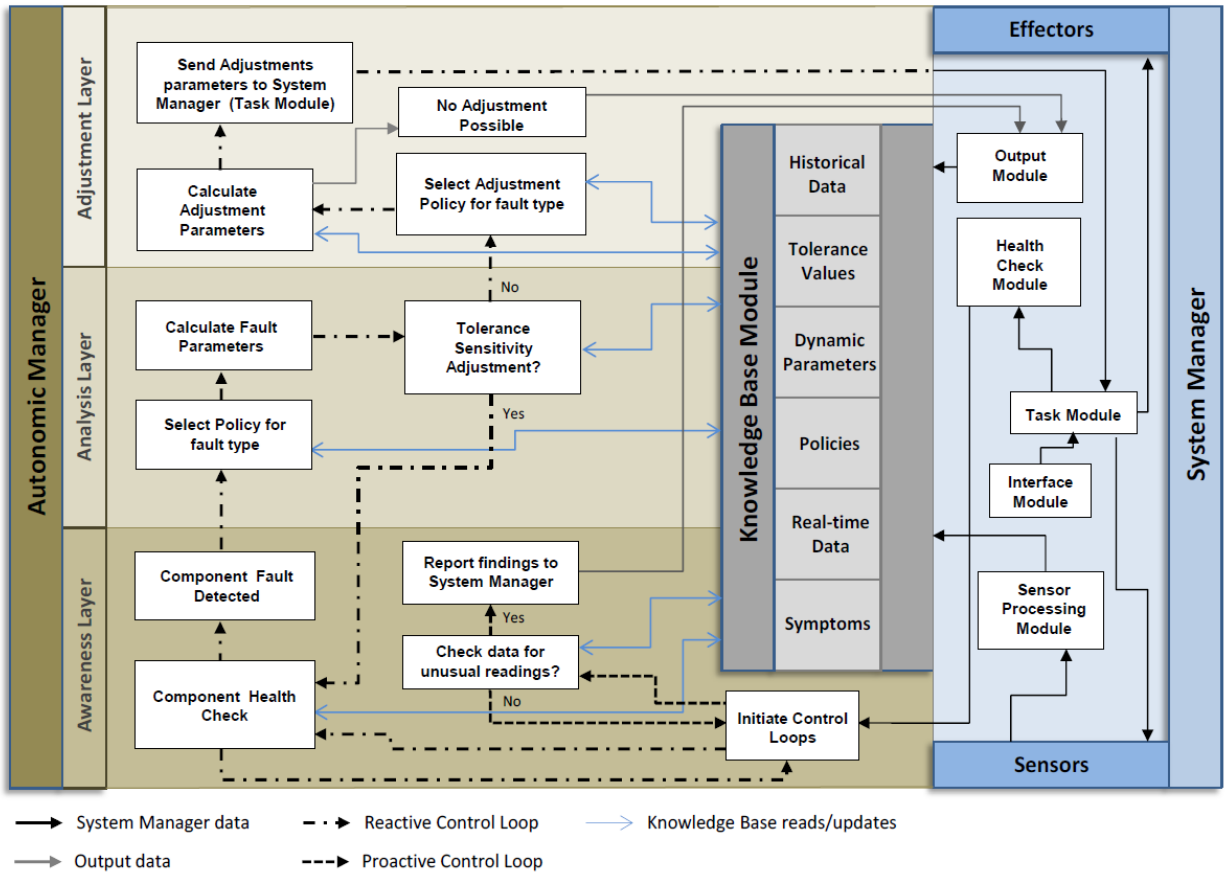 Autonomic Manager
Adjustment Layer
Analysis Layer
Awareness Layer
Send Adjustments
parameters to System
Manager (Task Module)
No Adjustment
Possible
Calculate
Adjustment
Parameters
Select Adjustment
Policy for fault type
No
Calculate Fault
Parameters
Tolerance
Sensitivity
Adjustment?
Yes
Select Policy for
fault type
Component Fault
Detected
Report findings to
System Manager
Yes
Check data for
unusual readings?
No
Component Health
Check
Initiate Control
Loops
Knowledge Base Module
Historical
Data
Tolerance
Values
Dynamic
Parameters
Policies
Real-time
Data
Symptoms
Effectors
Output
Module
Health
Check
Module
Task Module
Interface
Module
Sensor
Processing
Module
Sensors
System Manager
System Manager data
Reactive Control Loop
Knowledge Base reads/updates
Output data
Proactive Control Loop